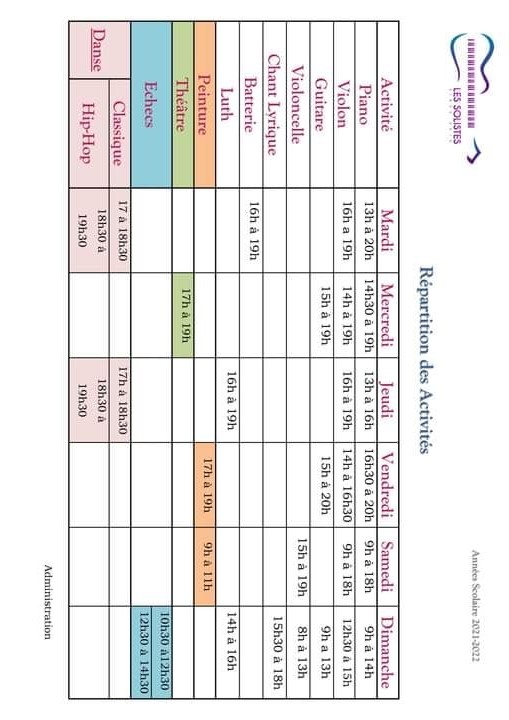 LES SOLISTES
Années Scolaire 2021-2022
Répartition des Activités
Activité Mardi Mercredi Jeudi Vendredi Samedi Dimanche
Piano 13h à 20h 14h30 à 19h 13h à 16h 16h30 à 20h 9h à 18h 9h à 14h
Violon 16h a 19h 14h à 19h 16h à 19h 14h à 16h30 9h à 18h 12h30 à 15h
Guitare 15h à 19h 15h à 20h 9h a 13h
Violoncelle 15h à 19h 8h à 13h
Chant Lyrique 15h30 à 18h
Batterie 16h à 19h
Luth 16h à 19h 14h à 16h
Peinture 17h à 19h 9h à 11h
Théâtre 17h à 19h
Echecs 10h30 à12h30
12h30 à 14h30
Danse Classique 17 à 18h30 17h à 18h30
Hip-Hop 18h30 à 18h30 à
19h30 19h30
Administration